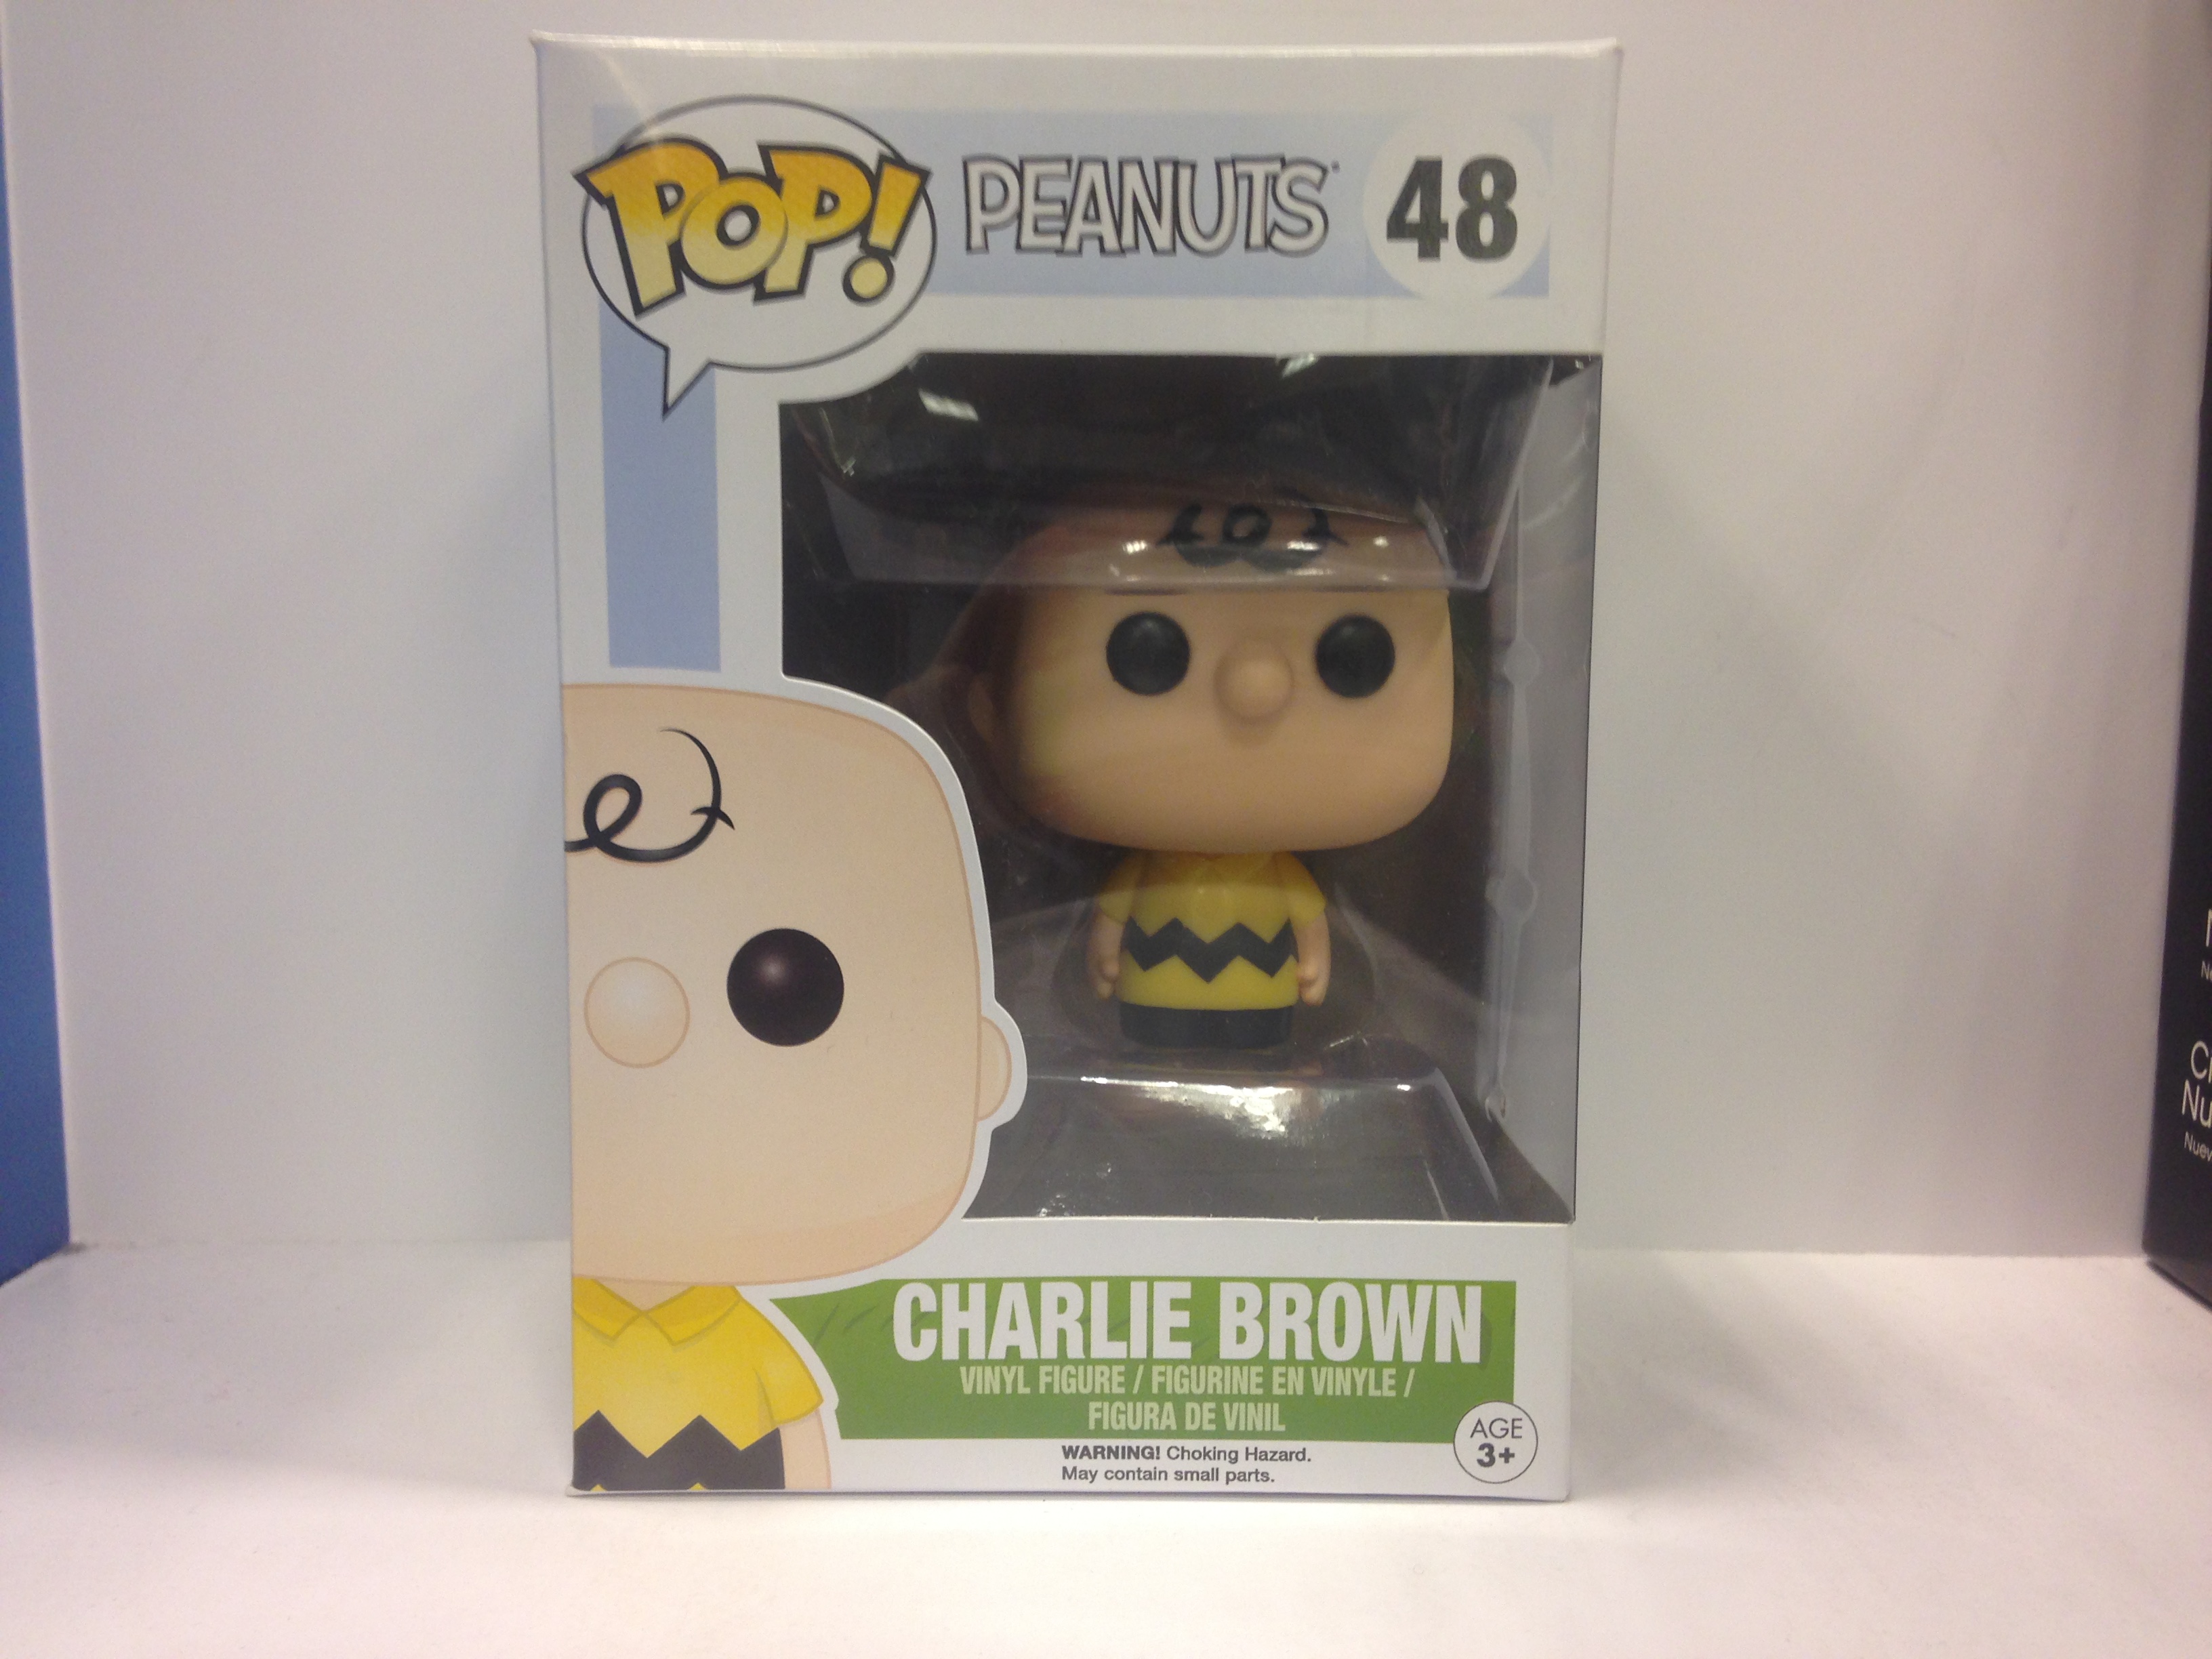 POP! PEANUTS™ 48
CHARLIE BROWN
VINYL FIGURE / FIGURINE EN VINYLE /
FIGURA DE VINIL
WARNING! Choking Hazard.
May contain small parts.
AGE
3+